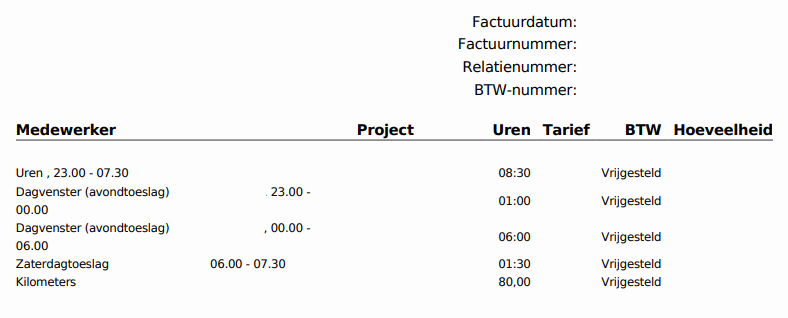 Factuurdatum:
Factuurnummer:
Relatienummer:
BTW-nummer:
Medewerker Project Uren Tarief BTW Hoeveelheid
Uren , 23.00 - 07.30 08:30 Vrijgesteld
Dagvenster (avondtoeslag) 23.00 -
00.00 01:00 Vrijgesteld
Dagvenster (avondtoeslag) , 00.00 -
06.00 06:00 Vrijgesteld
Zaterdagtoeslag 06.00 - 07.30 01:30 Vrijgesteld
Kilometers 80,00 Vrijgesteld